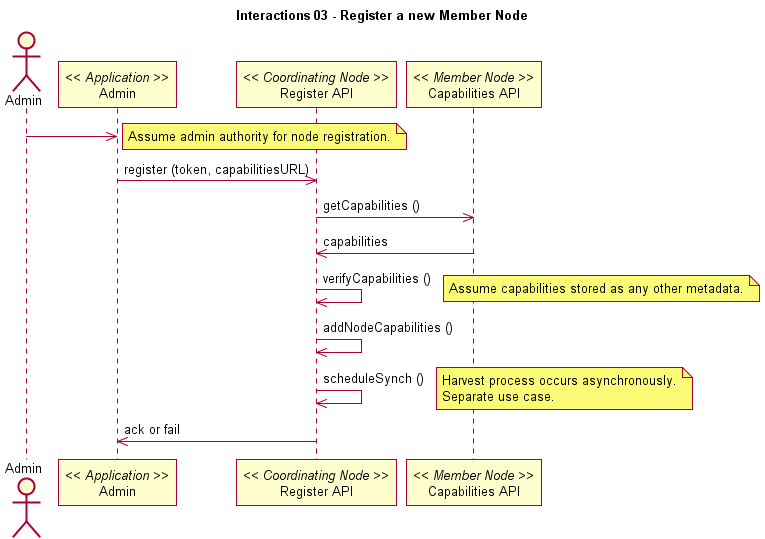 Interactions 03 - Register a new Member Node
Admin
<< Application >>
Admin
<< Coordinating Node >>
Register API
<< Member Node >>
Capabilities API
Assume admin authority for node registration.
register (token, capabilitiesURL)
getCapabilities ()
capabilities
verifyCapabilities ()
Assume capabilities stored as any other metadata.
addNodeCapabilities ()
scheduleSynch ()
Harvest process occurs asynchronously.
Separate use case.
ack or fail
Admin
<< Application >>
Admin
<< Coordinating Node >>
Register API
<< Member Node >>
Capabilities API